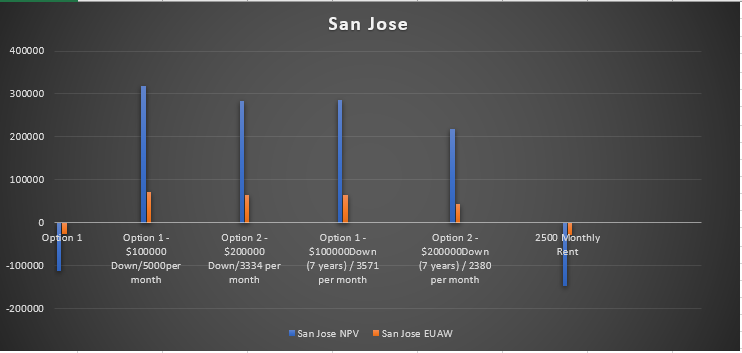 San Jose
400000
300000
200000
100000
0
-100000
-200000
Option 1
Option 1 -
$100000
Down/5000per
month
Option 2 -
$200000
Down/3334 per
month
Option 1 -
$100000Down
(7 years) / 3571
per month
Option 2 -
$200000Down
(7 years) / 2380
per month
2500 Monthly
Rent
San Jose NPV
San Jose EUAW